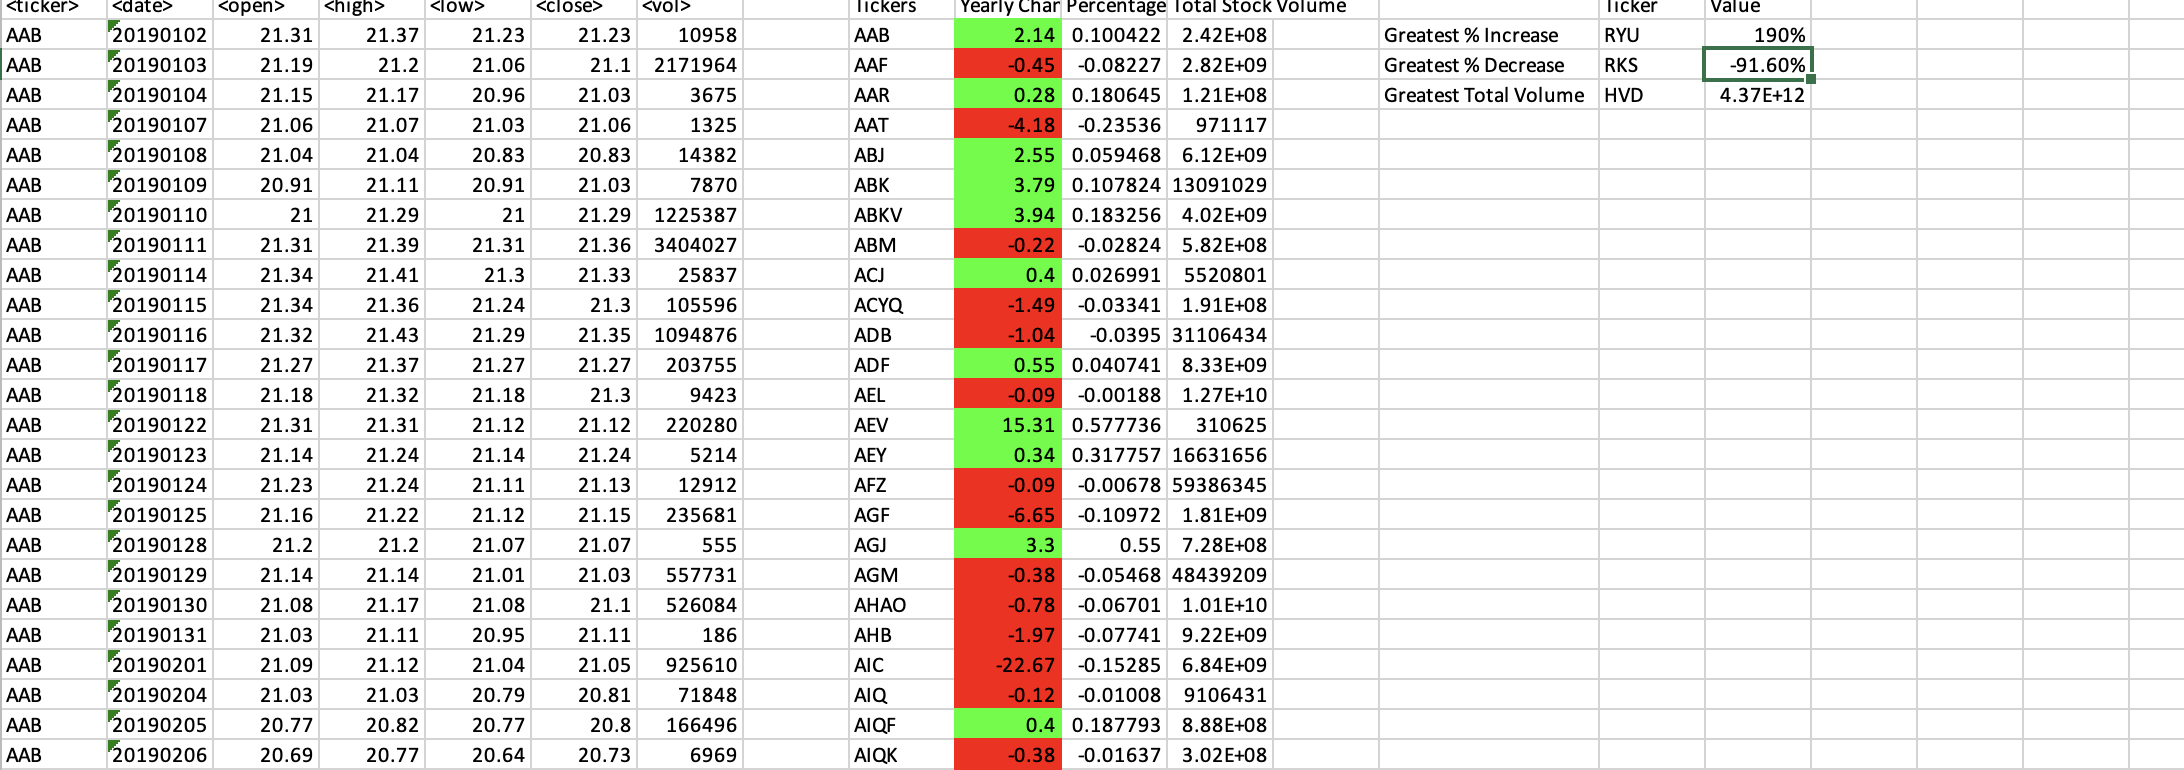 <ticker> <date> <open> <high> <low> <close> <vol> Tickers Yearly Char Percentage Total Stock Volume Ticker Value
AAB 20190102 21.31 21.37 21.23 21.23 10958 AAB 2.14 0.100422 2.42E+08 Greatest % Increase RYU 190%
AAB 20190103 21.19 21.2 21.06 21.1 2171964 AAF -0.45 -0.08227 2.82E+09 Greatest % Decrease RKS -91.60%
AAB 20190104 21.15 21.17 20.96 21.03 3675 AAR 0.28 0.180645 1.21E+08 Greatest Total Volume HVD 4.37E+12
AAB 20190107 21.06 21.07 21.03 21.06 1325 AAT -4.18 -0.23536 971117
AAB 20190108 21.04 21.04 20.83 20.83 14382 ABJ 2.55 0.059468 6.12E+09
AAB 20190109 20.91 21.11 20.91 21.03 7870 ABK 3.79 0.107824 13091029
AAB 20190110 21 21.29 21 21.29 1225387 ABKV 3.94 0.183256 4.02E+09
AAB 20190111 21.31 21.39 21.31 21.36 3404027 ABM -0.22 -0.02824 5.82E+08
AAB 20190114 21.34 21.41 21.3 21.33 25837 ACJ 0.4 0.026991 5520801
AAB 20190115 21.34 21.36 21.24 21.3 105596 ACYQ -1.49 -0.03341 1.91E+08
AAB 20190116 21.32 21.43 21.29 21.35 1094876 ADB -1.04 -0.0395 31106434
AAB 20190117 21.27 21.37 21.27 21.27 203755 ADF 0.55 0.040741 8.33E+09
AAB 20190118 21.18 21.32 21.18 21.3 9423 AEL -0.09 -0.00188 1.27E+10
AAB 20190122 21.31 21.31 21.12 21.12 220280 AEV 15.31 0.577736 310625
AAB 20190123 21.14 21.24 21.14 21.24 5214 AEY 0.34 0.317757 16631656
AAB 20190124 21.23 21.24 21.11 21.13 12912 AFZ -0.09 -0.00678 59386345
AAB 20190125 21.16 21.22 21.12 21.15 235681 AGF -6.65 -0.10972 1.81E+09
AAB 20190128 21.2 21.2 21.07 21.07 555 AGJ 3.3 0.55 7.28E+08
AAB 20190129 21.14 21.14 21.01 21.03 557731 AGM -0.38 -0.05468 48439209
AAB 20190130 21.08 21.17 21.08 21.1 526084 AHAO -0.78 -0.06701 1.01E+10
AAB 20190131 21.03 21.11 20.95 21.11 186 AHB -1.97 -0.07741 9.22E+09
AAB 20190201 21.09 21.12 21.04 21.05 925610 AIC -22.67 -0.15285 6.84E+09
AAB 20190204 21.03 21.03 20.79 20.81 71848 AIQ -0.12 -0.01008 9106431
AAB 20190205 20.77 20.82 20.77 20.8 166496 AIQF 0.4 0.187793 8.88E+08
AAB 20190206 20.69 20.77 20.64 20.73 6969 AIQK -0.38 -0.01637 3.02E+08